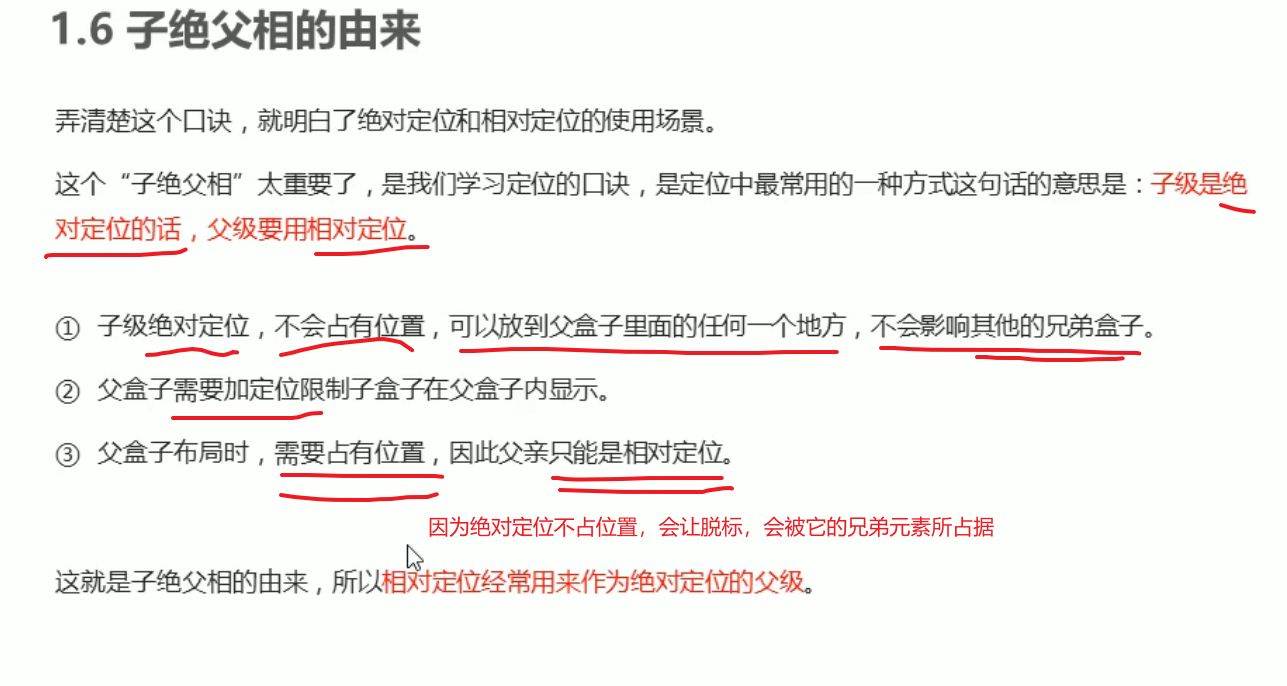 1.6 子绝父相的由来
弄清楚这个口诀，就明白了绝对定位和相对定位的使用场景。
这个“子绝父相”太重要了，是我们学习定位的口诀，是定位中最常用的一种方式这句话的意思是：子级是绝
对定位的话，父级要用相对定位。
① 子级绝对定位，不会占有位置，可以放到父盒子里面的任何一个地方，不会影响其他的兄弟盒子。
② 父盒子需要加定位限制子盒子在父盒子内显示。
③ 父盒子布局时，需要占有位置，因此父亲只能是相对定位。
因为绝对定位不占位置，会让脱标，会被它的兄弟元素所占据
这就是子绝父相的由来，所以相对定位经常用来作为绝对定位的父级。